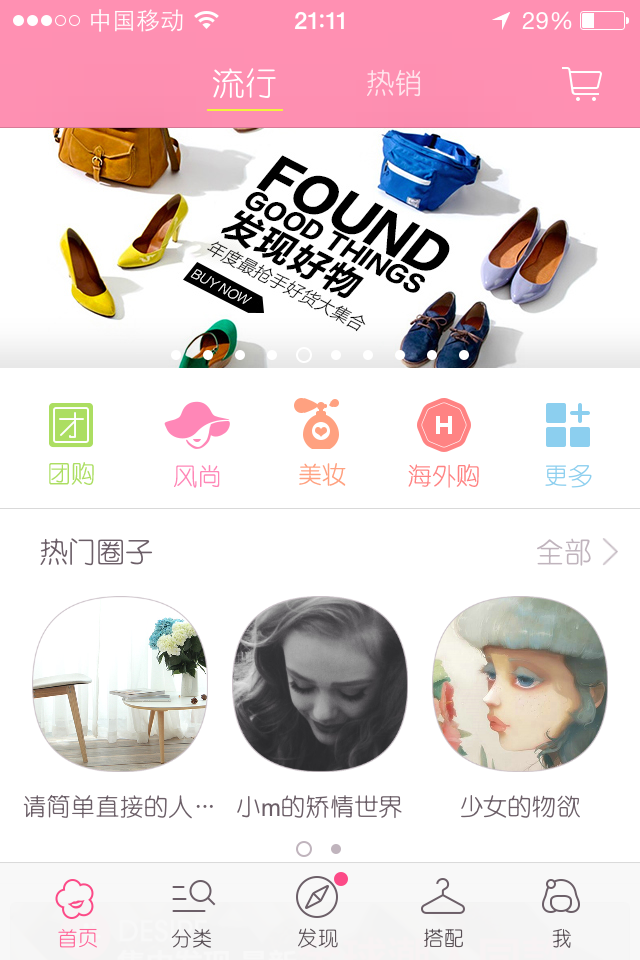 中国移动 21:11 29%
流行 热销
FOUND
GOOD THINGS
发现好物
年度最抢手好货大集合
BUY NOW
团
团购 风尚 美妆 海外购 更多
H
热门圈子 全部
请简单直接的人… 小m的矫情世界 少女的物欲
首页 分类 发现 搭配 我